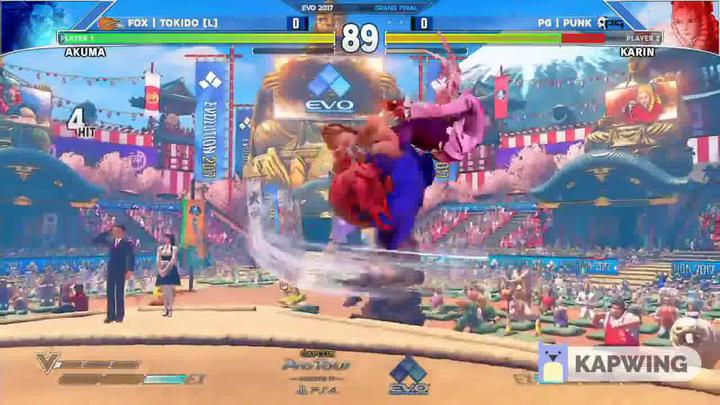 EVO 2017
GRAND FINAL
FOX | TOKIDO [L]
0
0
PG | PUNK
PLAYER 1
89
PLAYER 2
AKUMA
KARIN
EVO
4
HIT
EVOLUTION 2017
CAPCOM
PRO TOUR
PS4
EVO
KAPWING